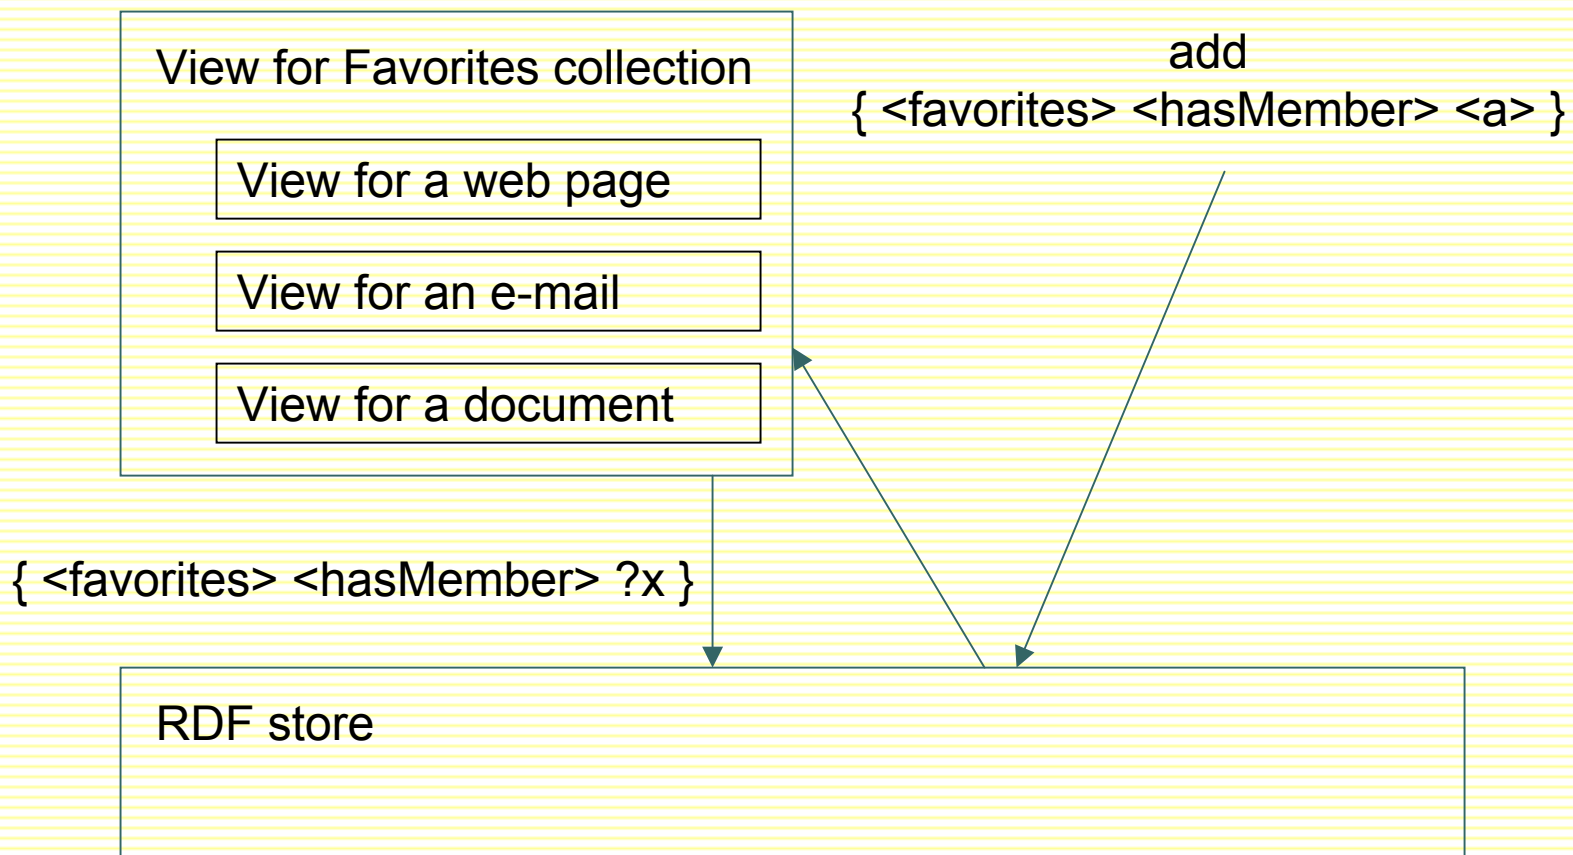 View for Favorites collection
View for a web page
View for an e-mail
View for a document
add
{ <favorites> <hasMember> <a> }
{ <favorites> <hasMember> ?x }
RDF store